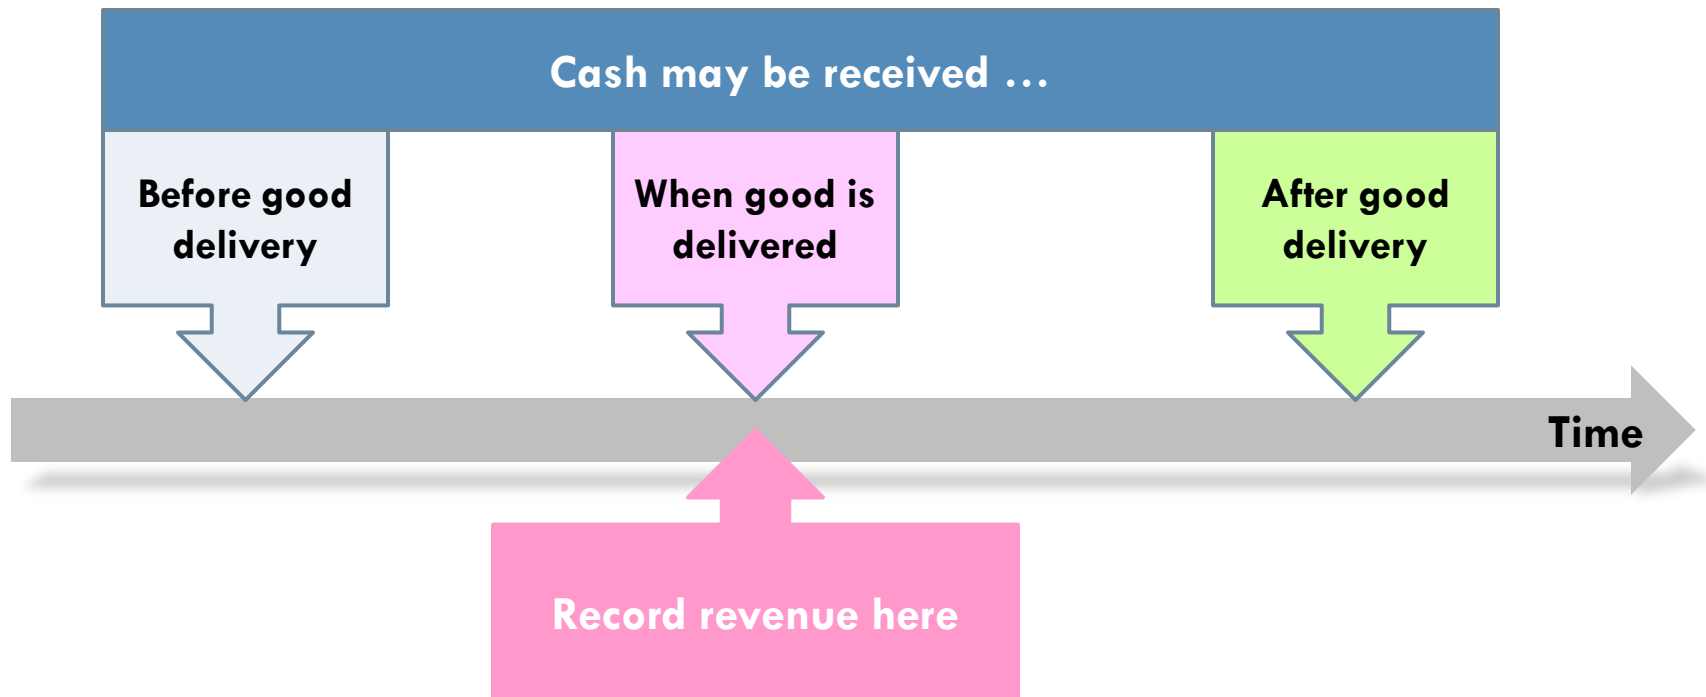 Cash may be received ...
Before good
delivery
When good is
delivered
After good
delivery
Time
Record revenue here